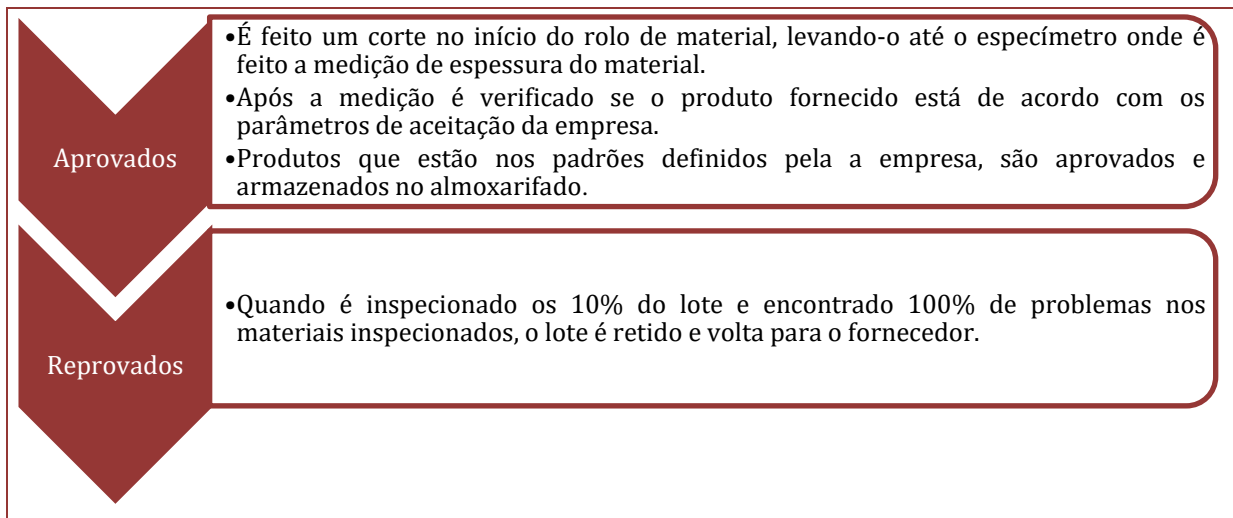 Aprovados
•É feito um corte no início do rolo de material, levando-o até o especímetro onde é
feito a medição de espessura do material.
•Após a medição é verificado se o produto fornecido está de acordo com os
parâmetros de aceitação da empresa.
•Produtos que estão nos padrões definidos pela a empresa, são aprovados e
armazenados no almoxarifado.
Reprovados
•Quando é inspecionado os 10% do lote e encontrado 100% de problemas nos
materiais inspecionados, o lote é retido e volta para o fornecedor.